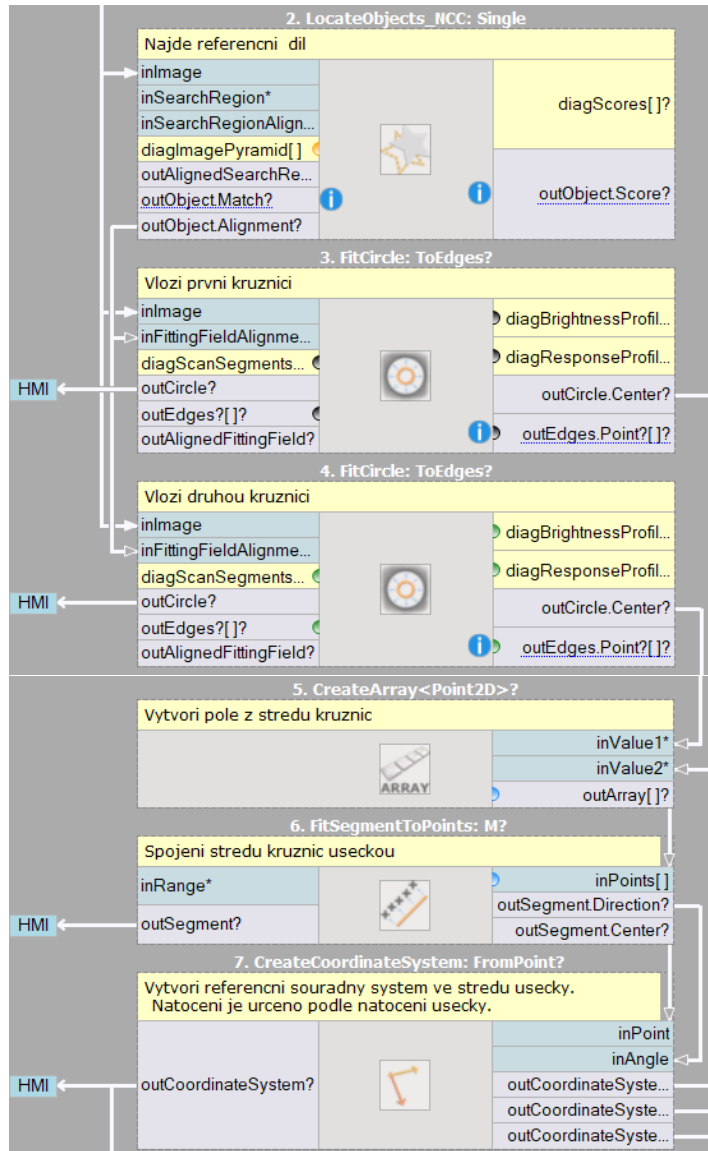 2. LocateObjects_NCC: Single
Najde referencni dil
inImage
inSearchRegion*
inSearchRegionAlign...
diagImagePyramid[ ]
outAlignedSearchRe...
outObject.Match?
outObject.Alignment?
diagScores[ ]?
outObject.Score?
3. FitCircle: ToEdges?
Vlozi prvni kruznici
inImage
inFittingFieldAlignme...
diagScanSegments...
HMI
outCircle?
outEdges?[ ]?
outAlignedFittingField?
diagBrightnessProfil...
diagResponseProfil...
outCircle.Center?
outEdges.Point?[ ]?
4. FitCircle: ToEdges?
Vlozi druhou kruznici
inImage
inFittingFieldAlignme...
diagScanSegments...
HMI
outCircle?
outEdges?[ ]?
outAlignedFittingField?
diagBrightnessProfil...
diagResponseProfil...
outCircle.Center?
outEdges.Point?[ ]?
5. CreateArray<Point2D>?
Vytvori pole z stredu kruznic
ARRAY
inValue1*
inValue2*
outArray[ ]?
6. FitSegmentToPoints: M?
Spojeni stredu kruznic useckou
inRange*
HMI
outSegment?
inPoints[ ]
outSegment.Direction?
outSegment.Center?
7. CreateCoordinateSystem: FromPoint?
Vytvori referencni souradny system ve stredu usecky.
Natoceni je urceno podle natoceni usecky.
HMI
outCoordinateSystem?
inPoint
inAngle
outCoordinateSyste...
outCoordinateSyste...
outCoordinateSyste...